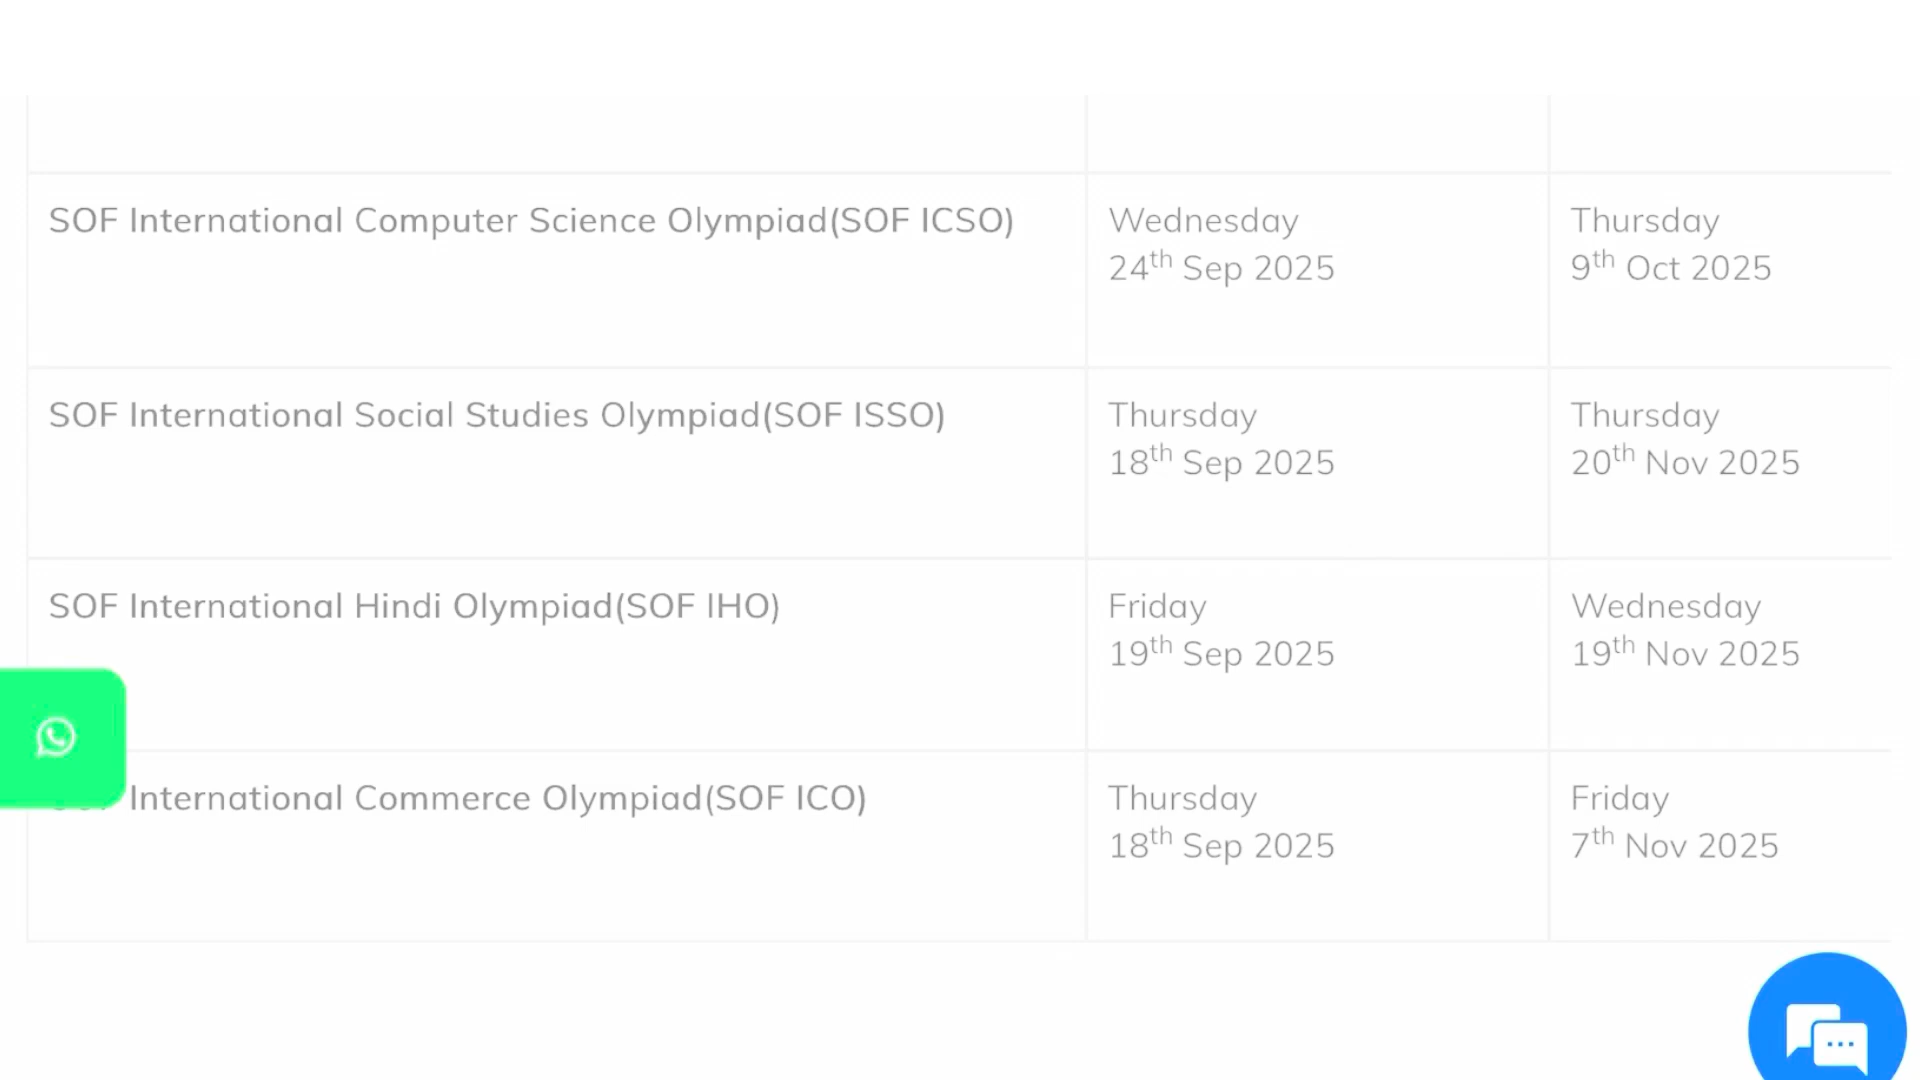 SOF International Computer Science Olympiad(SOF ICSO)
Wednesday
24th Sep 2025
Thursday
9th Oct 2025
SOF International Social Studies Olympiad(SOF ISSO)
Thursday
18th Sep 2025
Thursday
20th Nov 2025
SOF International Hindi Olympiad(SOF IHO)
Friday
19th Sep 2025
Wednesday
19th Nov 2025
International Commerce Olympiad(SOF ICO)
Thursday
18th Sep 2025
Friday
7th Nov 2025